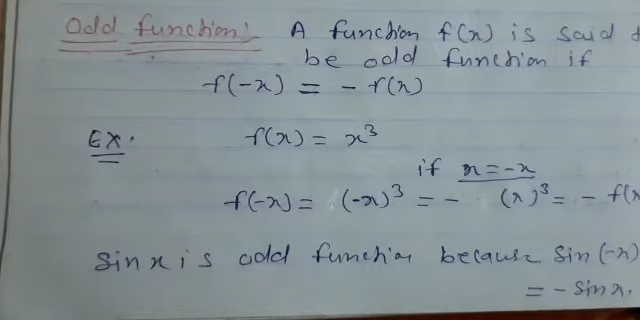 Odd function: A function f(x) is said
be odd function if
f(-x) = - f(x)
Ex. f(x) = x³
if x = -x
f(-x) = (-x)³ = - (x)³ = - f(x
Sin x is odd function because Sin (-x)
= - Sin x.